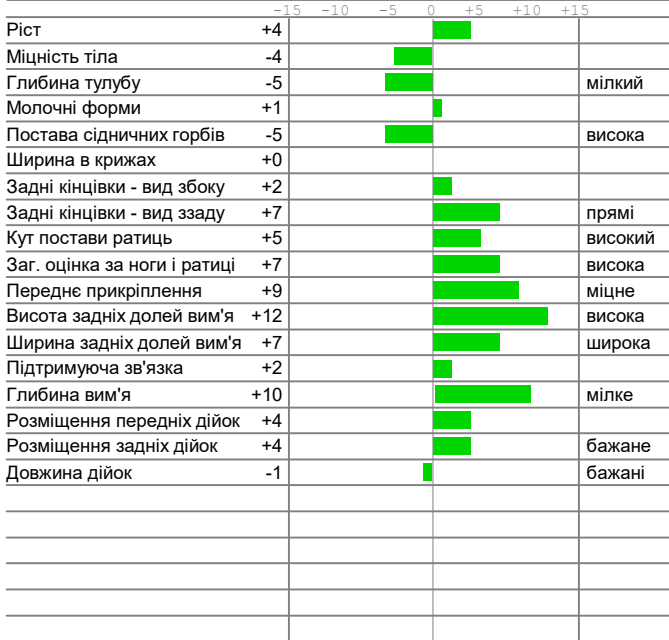 -15 -10 -5 0 +5 +10 +15
Ріст +4
Міцність тіла -4
Глибина тулубу -5 мілкий
Молочні форми +1
Постава сідничних горбів -5 висока
Ширина в крижах +0
Задні кінцівки - вид збоку +2
Задні кінцівки - вид ззаду +7 прямі
Кут постави ратиць +5 високий
Заг. оцінка за ноги і ратиці +7 висока
Переднє прикріплення +9 міцне
Висота задніх долей вим'я +12 висока
Ширина задніх долей вим'я +7 широка
Підтримуюча зв'язка +2
Глибина вим'я +10 мілке
Розміщення передніх дійок +4
Розміщення задніх дійок +4 бажане
Довжина дійок -1 бажані